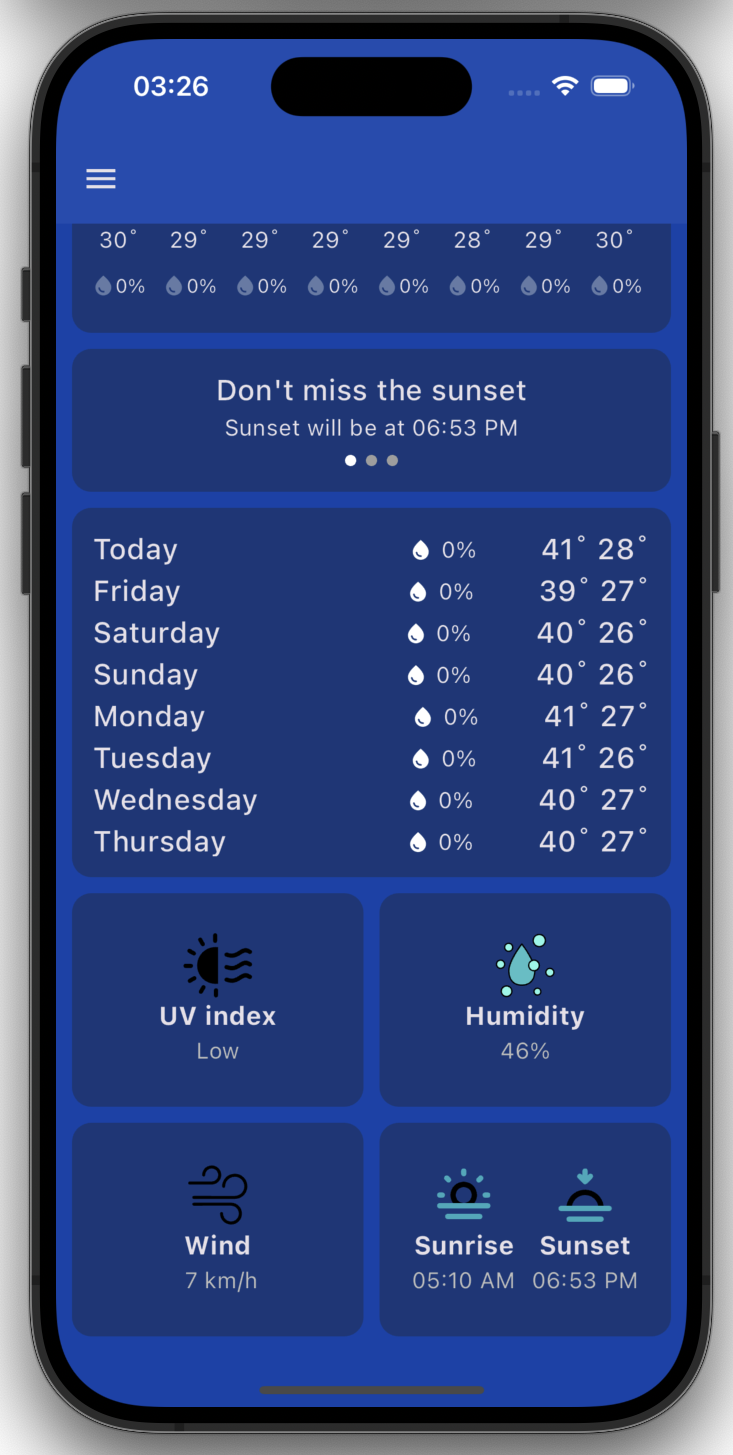 03:26
30° 29° 29° 29° 29° 28° 29° 30°
0% 0% 0% 0% 0% 0% 0% 0%
Don't miss the sunset
Sunset will be at 06:53 PM
Today 0% 41° 28°
Friday 0% 39° 27°
Saturday 0% 40° 26°
Sunday 0% 40° 26°
Monday 0% 41° 27°
Tuesday 0% 41° 26°
Wednesday 0% 40° 27°
Thursday 0% 40° 27°
UV index
Low
Humidity
46%
Wind
7 km/h
Sunrise Sunset
05:10 AM 06:53 PM